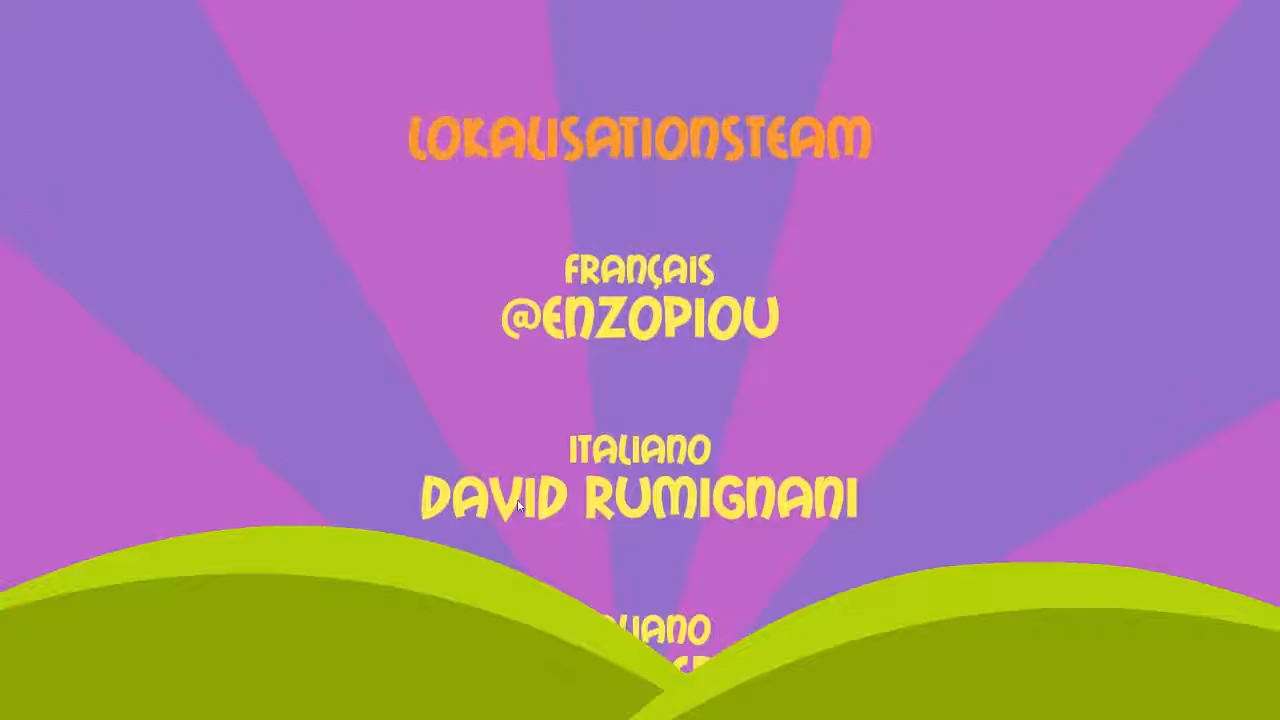 LOKALISATIONSTEAM
FRANÇAIS
@ENZOPIOU
ITALIANO
DAVID RUMIGNANI